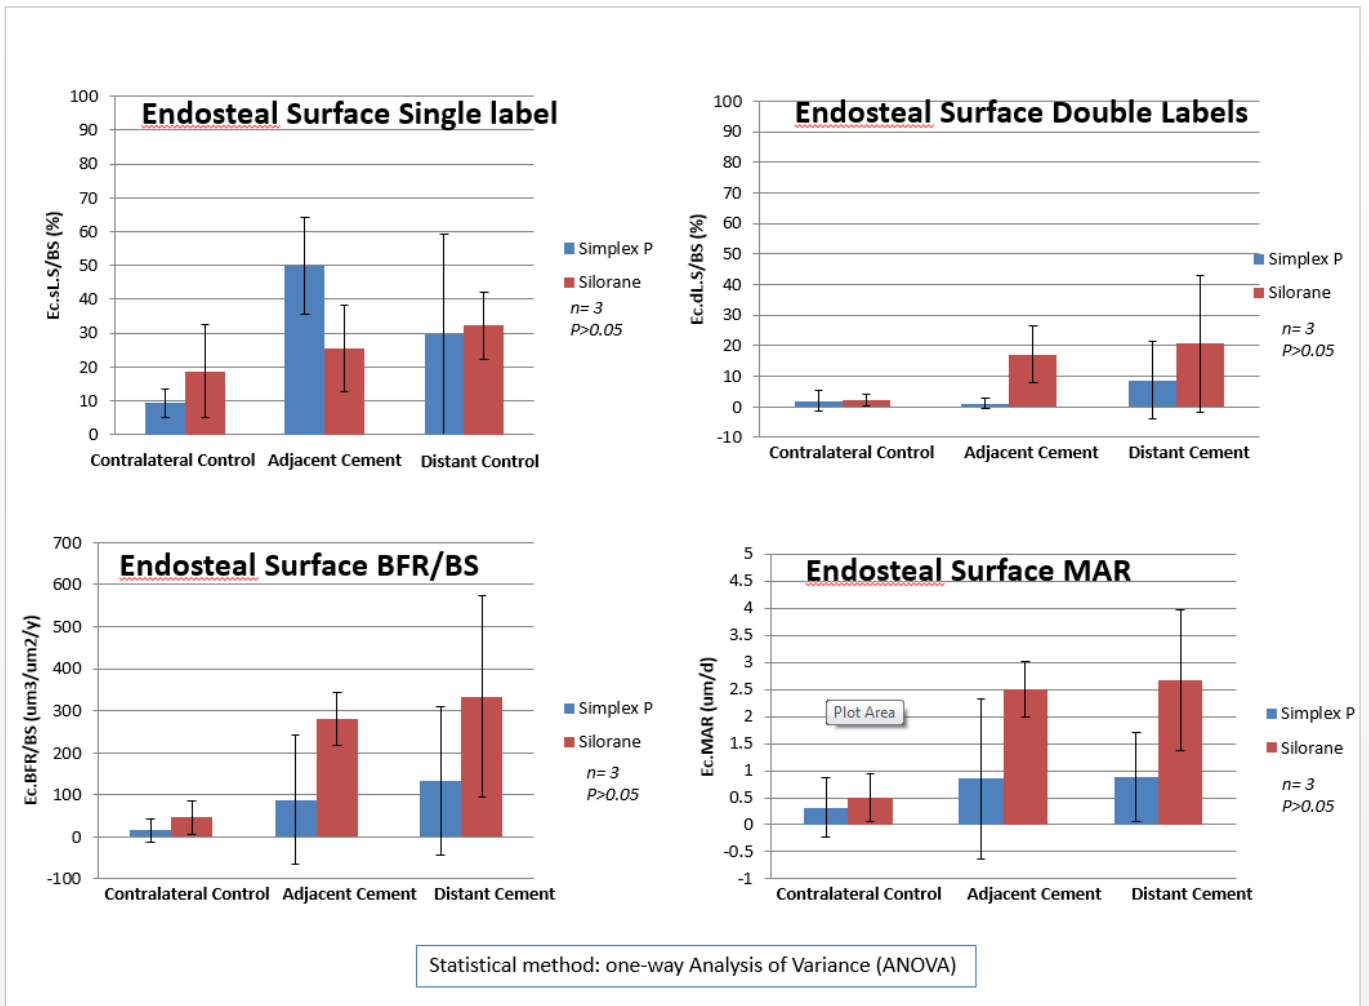 Endosteal Surface Single label
100
90
80
70
60
50
40
30
20
10
0
Ec.sL.S/BS (%)
Contralateral Control Adjacent Cement Distant Control
Simplex P
Silorane
n= 3
P>0.05
Endosteal Surface Double Labels
100
90
80
70
60
50
40
30
20
10
0
-10
Ec.dL.S/BS (%)
Contralateral Control Adjacent Cement Distant Cement
Simplex P
Silorane
n= 3
P>0.05
Endosteal Surface BFR/BS
700
600
500
400
300
200
100
0
-100
Ec.BFR/BS (um3/um2/y)
Contralateral Control Adjacent Cement Distant Cement
Simplex P
Silorane
n= 3
P>0.05
Endosteal Surface MAR
5
4.5
4
3.5
3
2.5
2
1.5
1
0.5
0
-0.5
-1
Ec.MAR (um/d)
Plot Area
Contralateral Control Adjacent Cement Distant Cement
Simplex P
Silorane
n= 3
P>0.05
Statistical method: one-way Analysis of Variance (ANOVA)